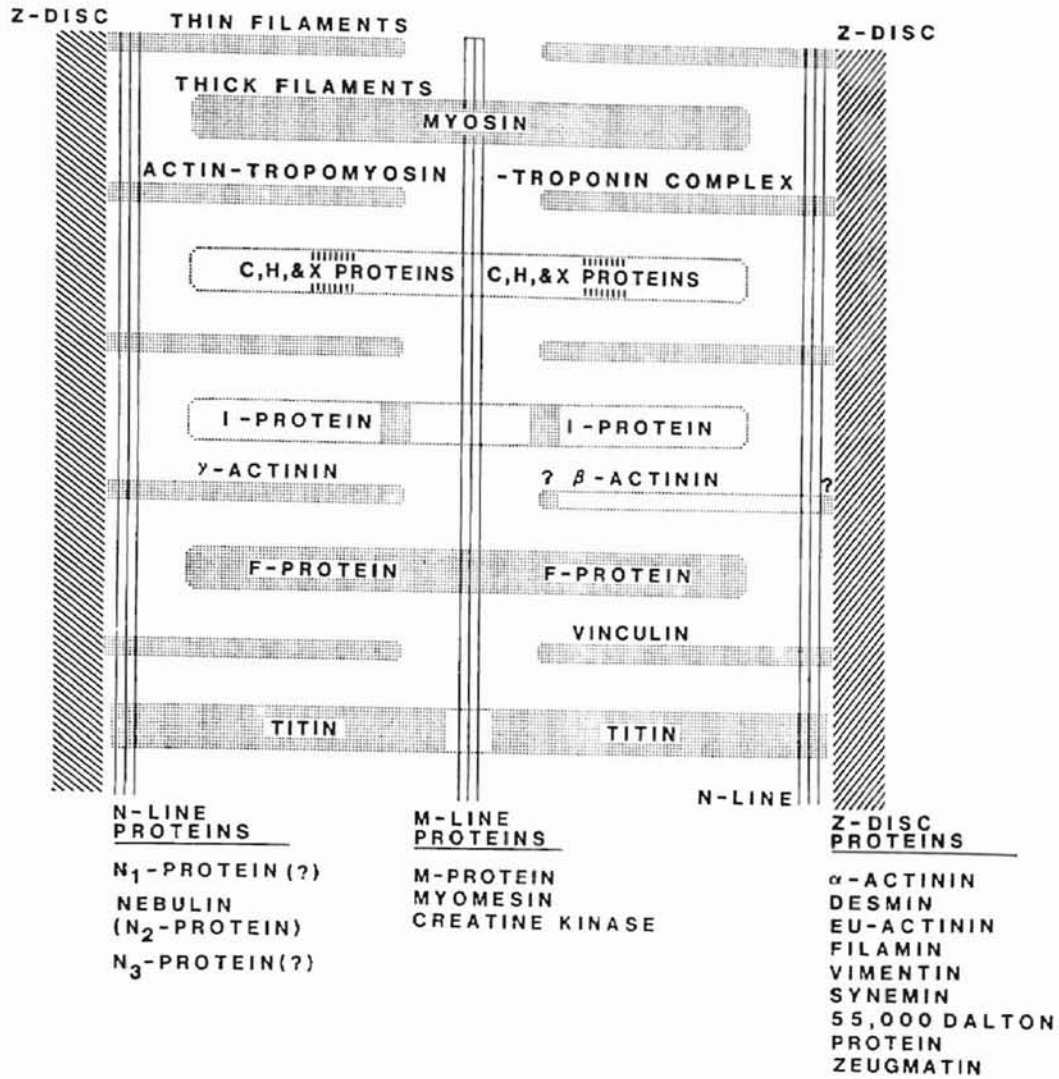 Z-DISC
THIN FILAMENTS
Z-DISC
THICK FILAMENTS
MYOSIN
ACTIN-TROPOMYOSIN
-TROPONIN COMPLEX
C,H,&X PROTEINS
C,H,&X PROTEINS
I-PROTEIN
I-PROTEIN
γ-ACTININ
? β-ACTININ ?
F-PROTEIN
F-PROTEIN
VINCULIN
TITIN
TITIN
N-LINE
N-LINE
PROTEINS
N₁-PROTEIN(?)
NEBULIN
(N₂-PROTEIN)
N₃-PROTEIN(?)
M-LINE
PROTEINS
M-PROTEIN
MYOMESIN
CREATINE KINASE
Z-DISC
PROTEINS
α-ACTININ
DESMIN
EU-ACTININ
FILAMIN
VIMENTIN
SYNEMIN
55,000 DALTON
PROTEIN
ZEUGMATIN